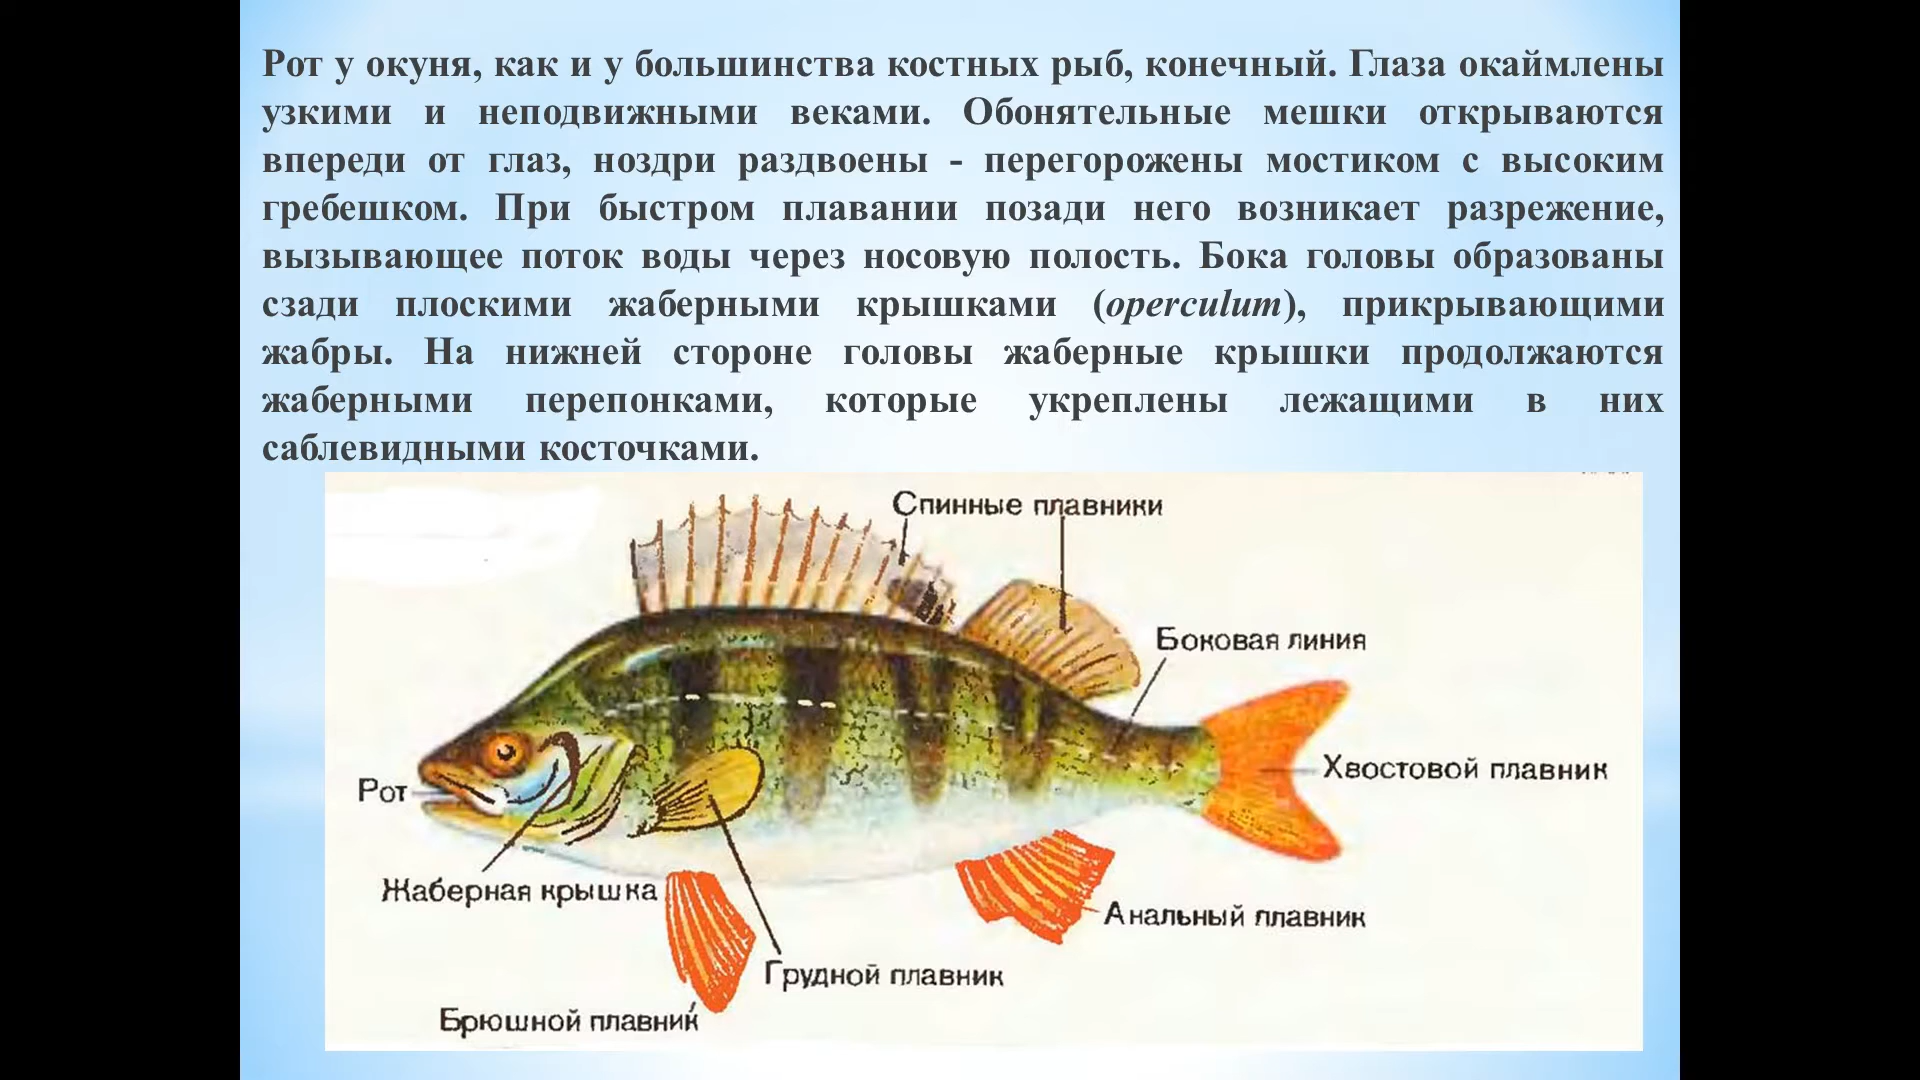 Рот у окуня, как и у большинства костных рыб, конечный. Глаза окаймлены
узкими и неподвижными веками. Обонятельные мешки открываются
впереди от глаз, ноздри раздвоены - перегорожены мостиком с высоким
гребешком. При быстром плавании позади него возникает разрежение,
вызывающее поток воды через носовую полость. Бока головы образованы
сзади плоскими жаберными крышками (operculum), прикрывающими
жабры. На нижней стороне головы жаберные крышки продолжаются
жаберными перепонками, которые укреплены лежащими в них
саблевидными косточками.
Спинные плавники
Боковая линия
Хвостовой плавник
Рот
Жаберная крышка
Анальный плавник
Грудной плавник
Брюшной плавник